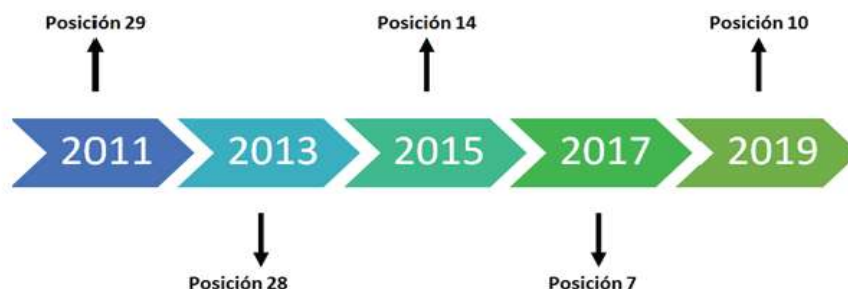 Posición 29
Posición 14
Posición 10
2011
2013
2015
2017
2019
Posición 28
Posición 7